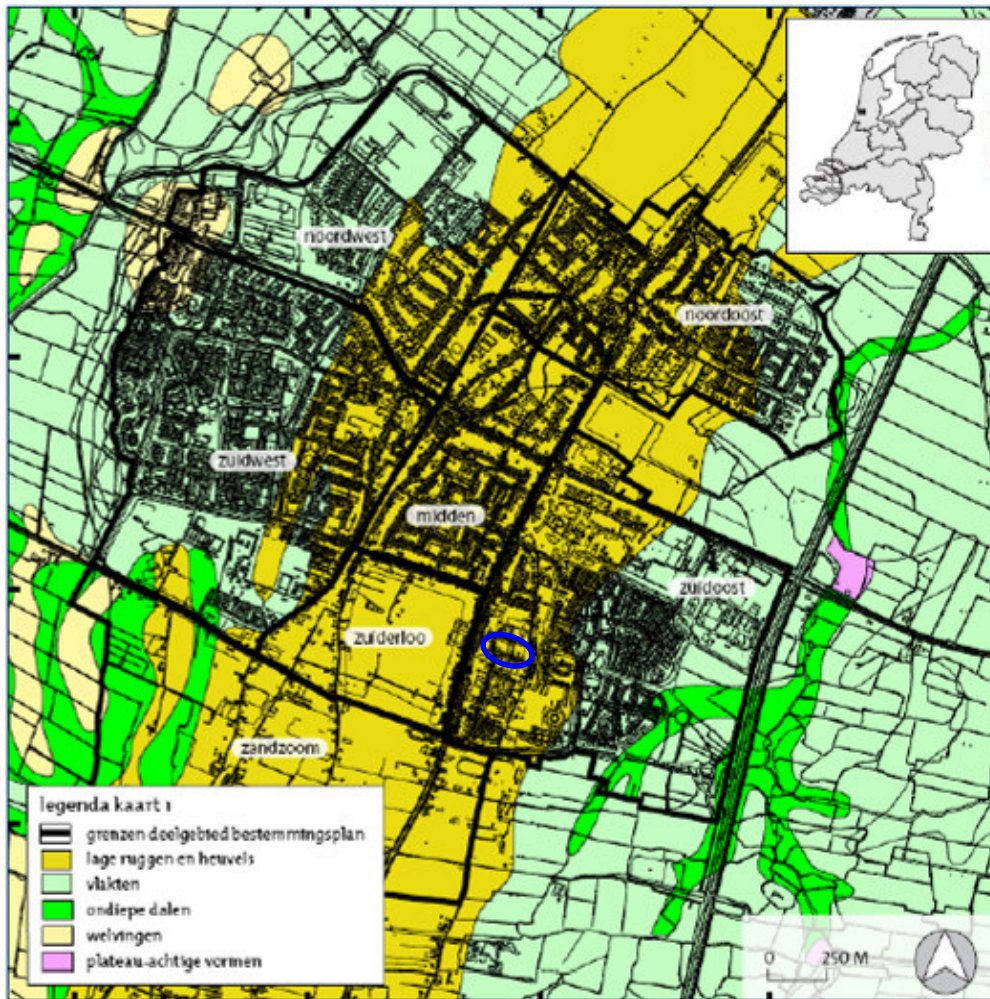 noordwest
noordoost
zuidwest
midden
zuidoost
zuiderloo
zandzoom
legenda kaart 1
grenzen deelgebied bestemmingsplan
lage ruggen en heuvels
vlakten
ondiepe dalen
welvingen
plateau-achtige vormen
0 250 M